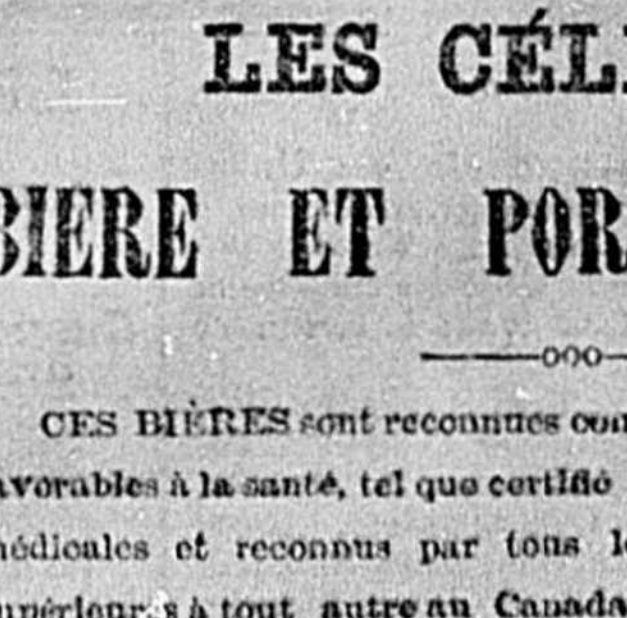 LES CÉL
BIERE ET POR
ooo
CES BIÈRES sont reconnues com
avorables à la santé, tel que certifié
médicales et reconnus par tous l
upérieures à tout autre au Canada